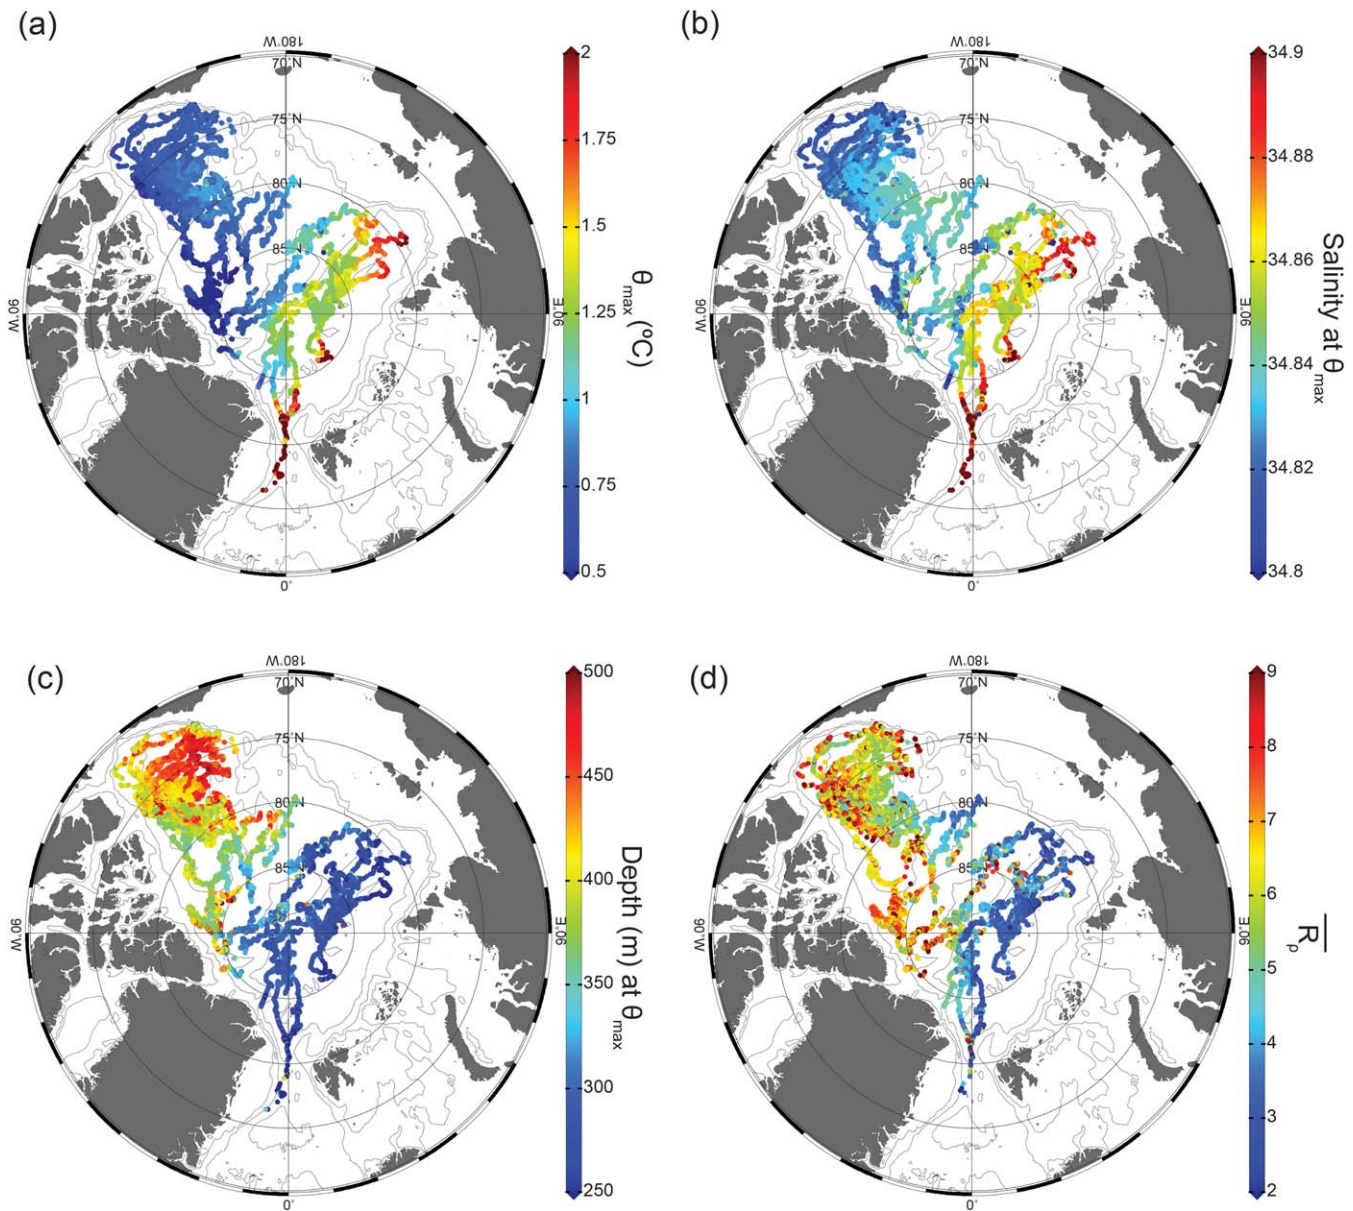 (a)
180°W
70°N
75°N
80°N
85°N
90°W
90°E
0°
2
1.75
1.5
1.25
1
0.75
0.5
θmax (°C)
(b)
180°W
70°N
75°N
80°N
85°N
90°W
90°E
0°
34.9
34.88
34.86
34.84
34.82
34.8
Salinity at θmax
(c)
180°W
70°N
75°N
80°N
85°N
90°W
90°E
0°
500
450
400
350
300
250
Depth (m) at θmax
(d)
180°W
70°N
75°N
80°N
85°N
90°W
90°E
0°
9
8
7
6
5
4
3
2
Rρ